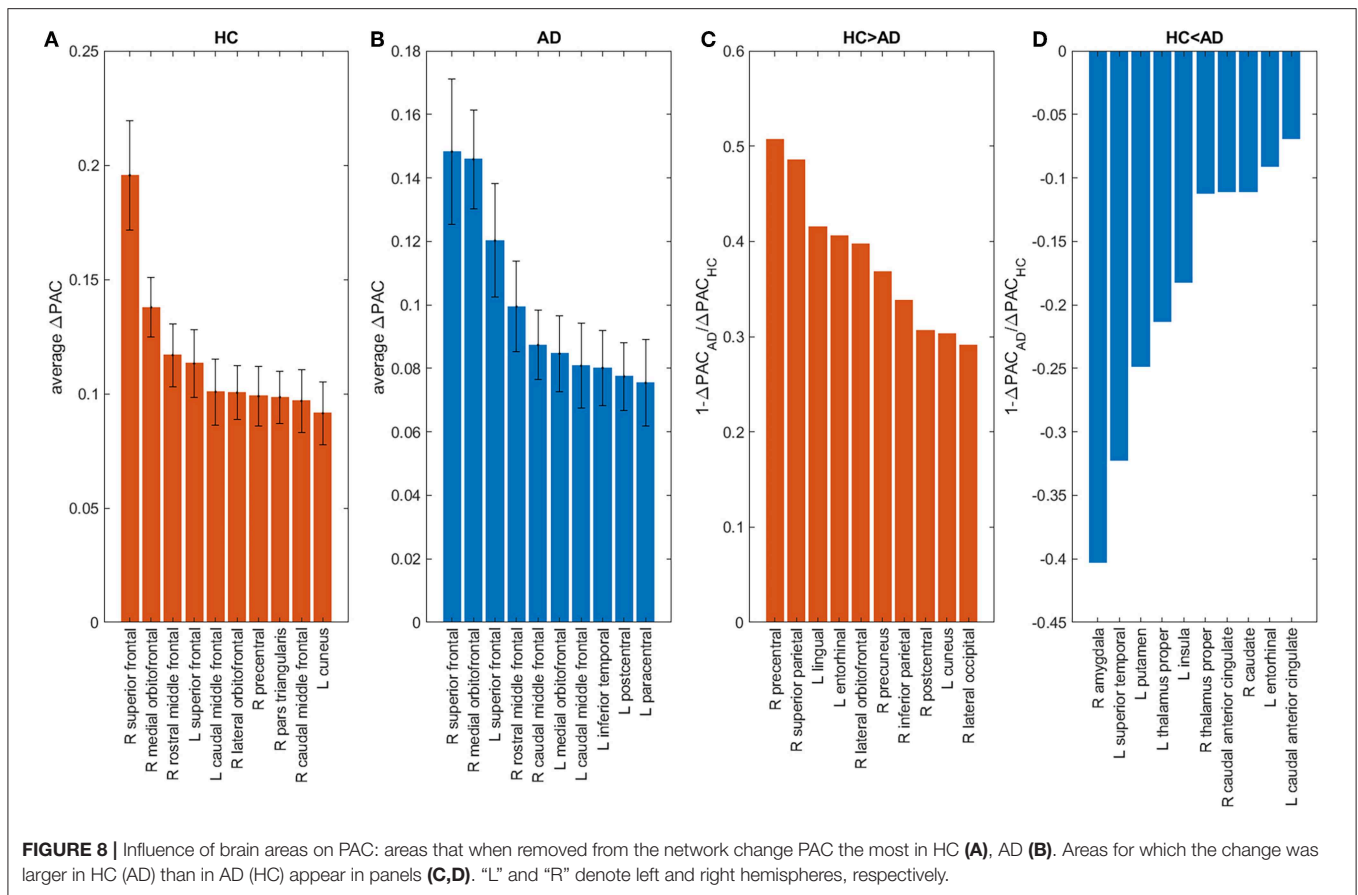 A
HC
0.25
0.2
0.15
0.1
0.05
0
average ΔPAC
R superior frontal
R medial orbitofrontal
R rostral middle frontal
L superior frontal
L caudal middle frontal
R lateral orbitofrontal
R precentral
R pars triangularis
R caudal middle frontal
L cuneus
B
AD
0.18
0.16
0.14
0.12
0.1
0.08
0.06
0.04
0.02
0
average ΔPAC
R superior frontal
R medial orbitofrontal
L superior frontal
R rostral middle frontal
R caudal middle frontal
L medial orbitofrontal
L caudal middle frontal
L inferior temporal
L postcentral
L paracentral
C
HC>AD
0.6
0.5
0.4
0.3
0.2
0.1
0
1-ΔPAC_AD/ΔPAC_HC
R precentral
R superior parietal
L lingual
L entorhinal
R lateral orbitofrontal
R precuneus
R inferior parietal
R postcentral
L cuneus
R lateral occipital
D
HC<AD
0
-0.05
-0.1
-0.15
-0.2
-0.25
-0.3
-0.35
-0.4
-0.45
1-ΔPAC_AD/ΔPAC_HC
R amygdala
L superior temporal
L putamen
L thalamus proper
L insula
R thalamus proper
R caudal anterior cingulate
R caudate
L entorhinal
L caudal anterior cingulate
FIGURE 8 | Influence of brain areas on PAC: areas that when removed from the network change PAC the most in HC (A), AD (B). Areas for which the change was
larger in HC (AD) than in AD (HC) appear in panels (C,D). “L” and “R” denote left and right hemispheres, respectively.